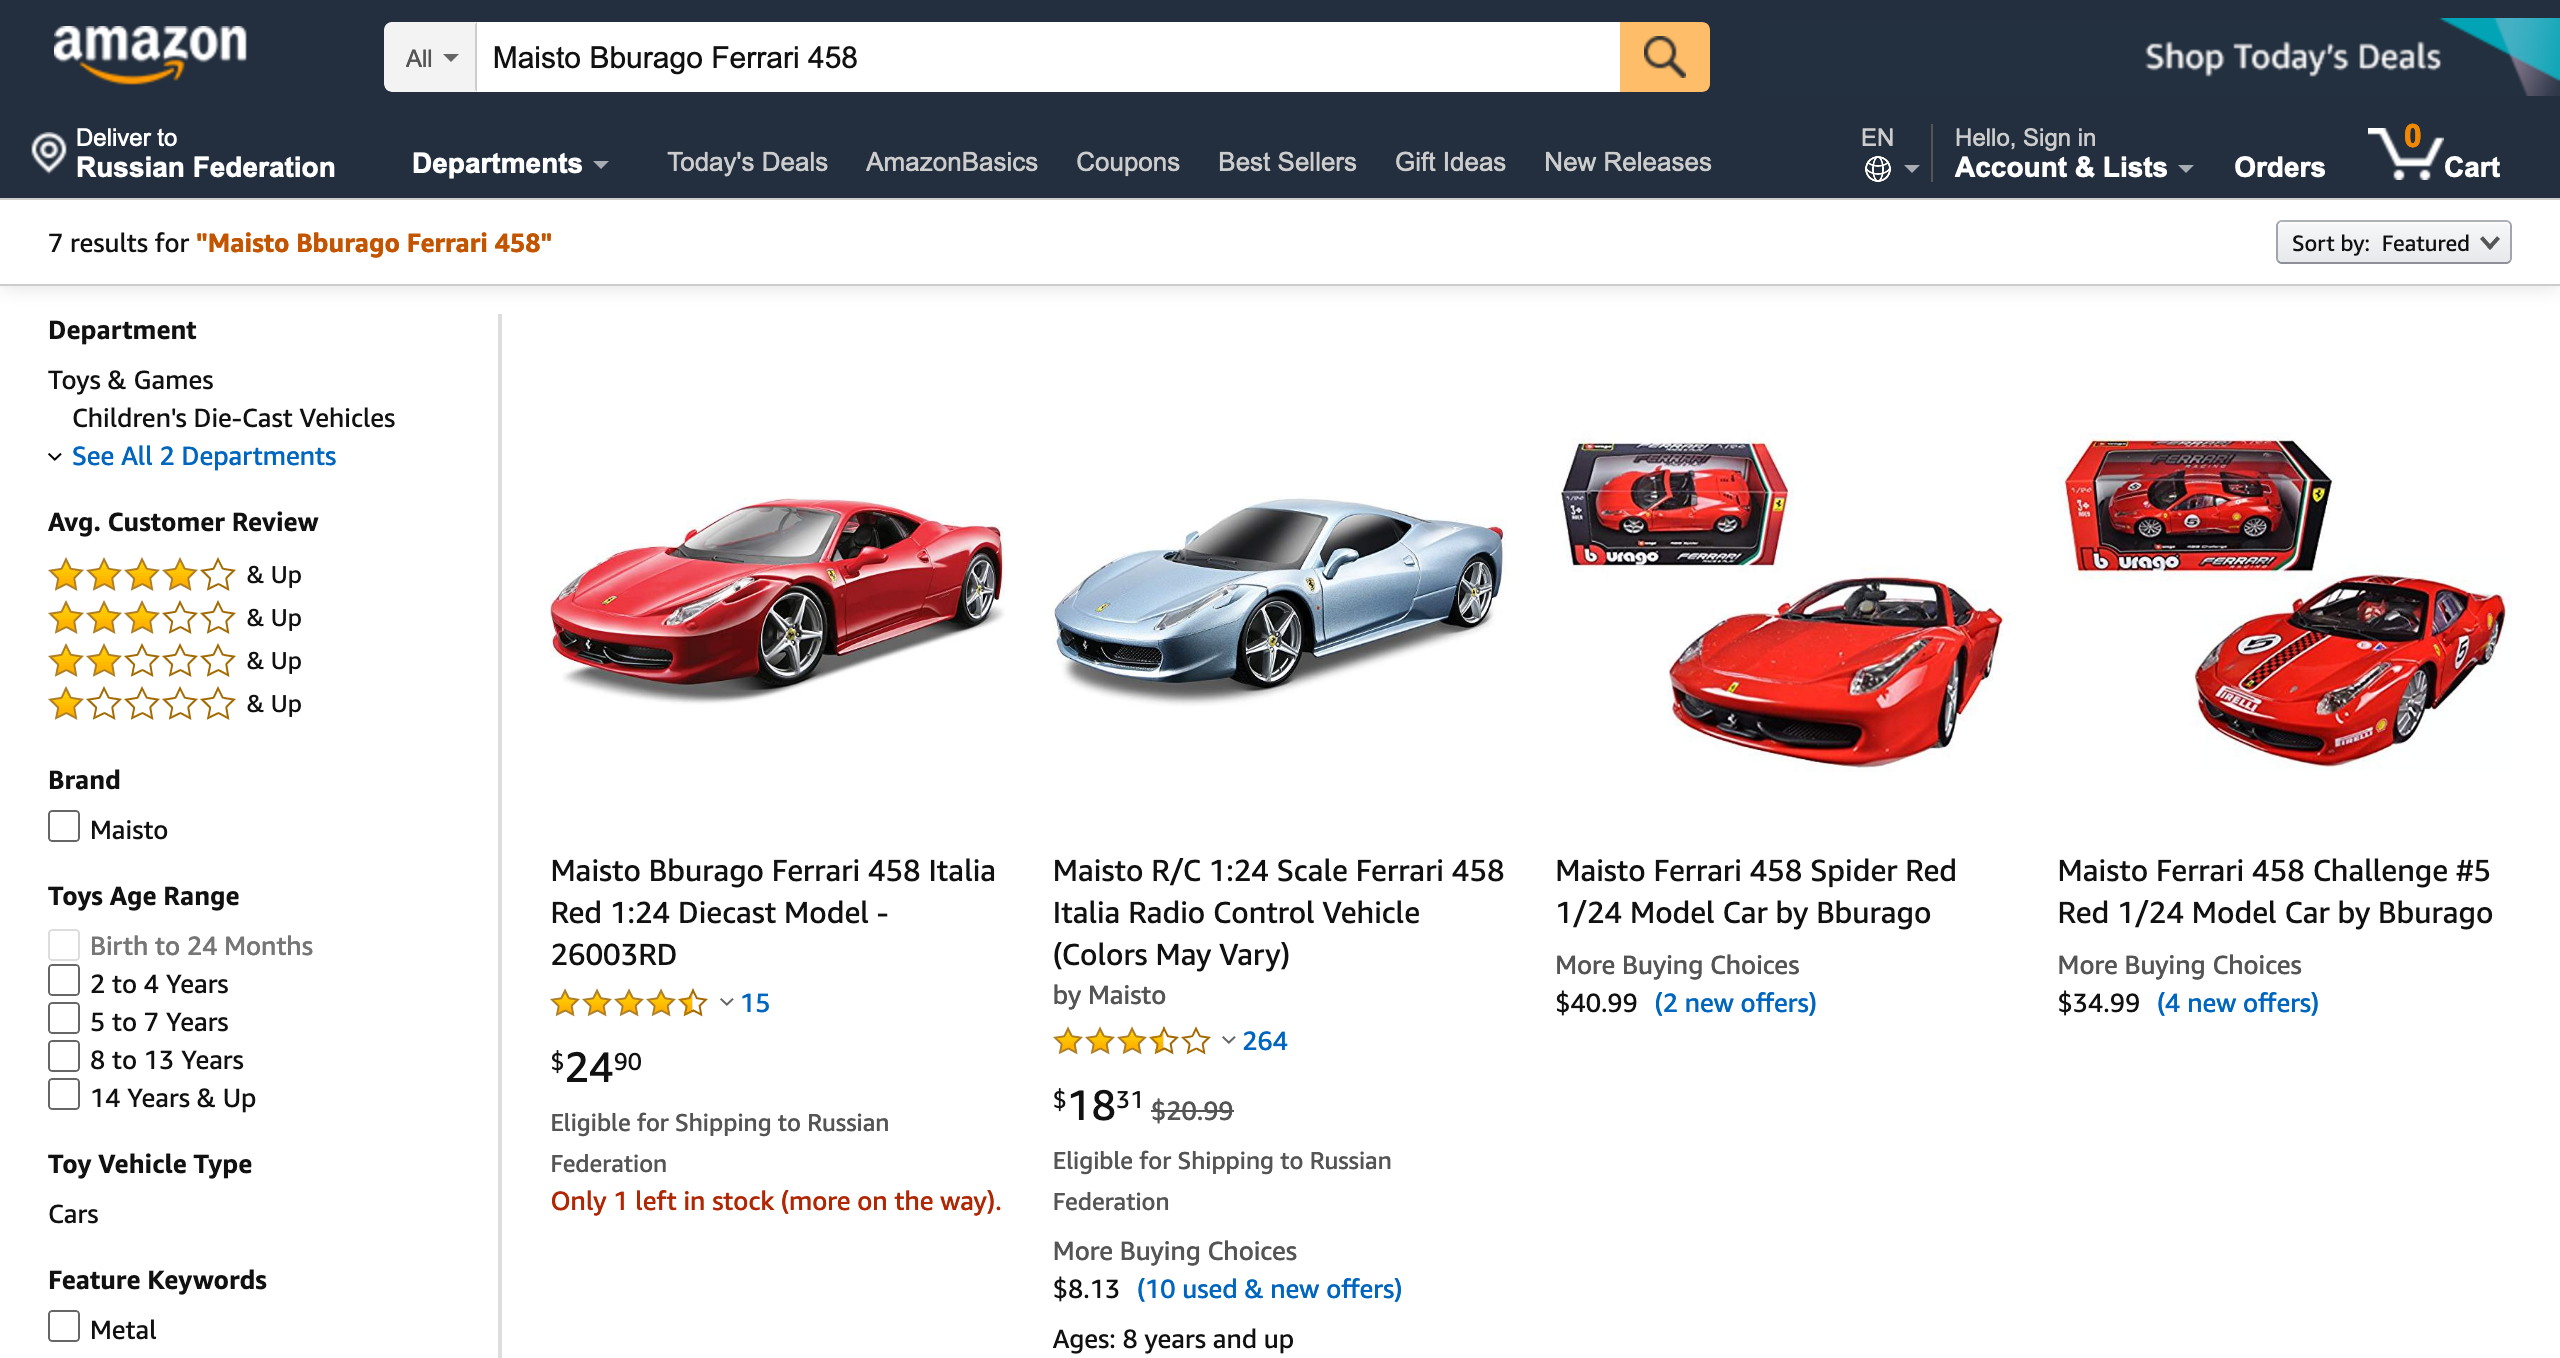 amazon
All
Maisto Bburago Ferrari 458
Shop Today's Deals
Deliver to
Russian Federation
Departments
Today's Deals
AmazonBasics
Coupons
Best Sellers
Gift Ideas
New Releases
EN
Hello, Sign in
Account & Lists
Orders
0
Cart
7 results for "Maisto Bburago Ferrari 458"
Sort by: Featured
Department
Toys & Games
Children's Die-Cast Vehicles
See All 2 Departments
Avg. Customer Review
& Up
& Up
& Up
& Up
Brand
Maisto
Toys Age Range
Birth to 24 Months
2 to 4 Years
5 to 7 Years
8 to 13 Years
14 Years & Up
Toy Vehicle Type
Cars
Feature Keywords
Metal
Maisto Bburago Ferrari 458 Italia
Red 1:24 Diecast Model -
26003RD
15
$24.90
Eligible for Shipping to Russian
Federation
Only 1 left in stock (more on the way).
Maisto R/C 1:24 Scale Ferrari 458
Italia Radio Control Vehicle
(Colors May Vary)
by Maisto
264
$18.31 $20.99
Eligible for Shipping to Russian
Federation
More Buying Choices
$8.13 (10 used & new offers)
Ages: 8 years and up
FERRARI
3+
burago
FERRARI
Maisto Ferrari 458 Spider Red
1/24 Model Car by Bburago
More Buying Choices
$40.99 (2 new offers)
FERRARI
3+
5
burago
FERRARI
5
5
PIRELLI
PIRELLI
Maisto Ferrari 458 Challenge #5
Red 1/24 Model Car by Bburago
More Buying Choices
$34.99 (4 new offers)